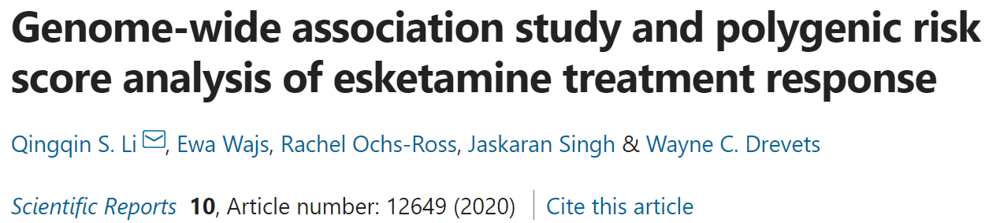 Genome-wide association study and polygenic risk
score analysis of esketamine treatment response
Qingqin S. Li, Ewa Wajs, Rachel Ochs-Ross, Jaskaran Singh & Wayne C. Drevets
Scientific Reports 10, Article number: 12649 (2020) Cite this article